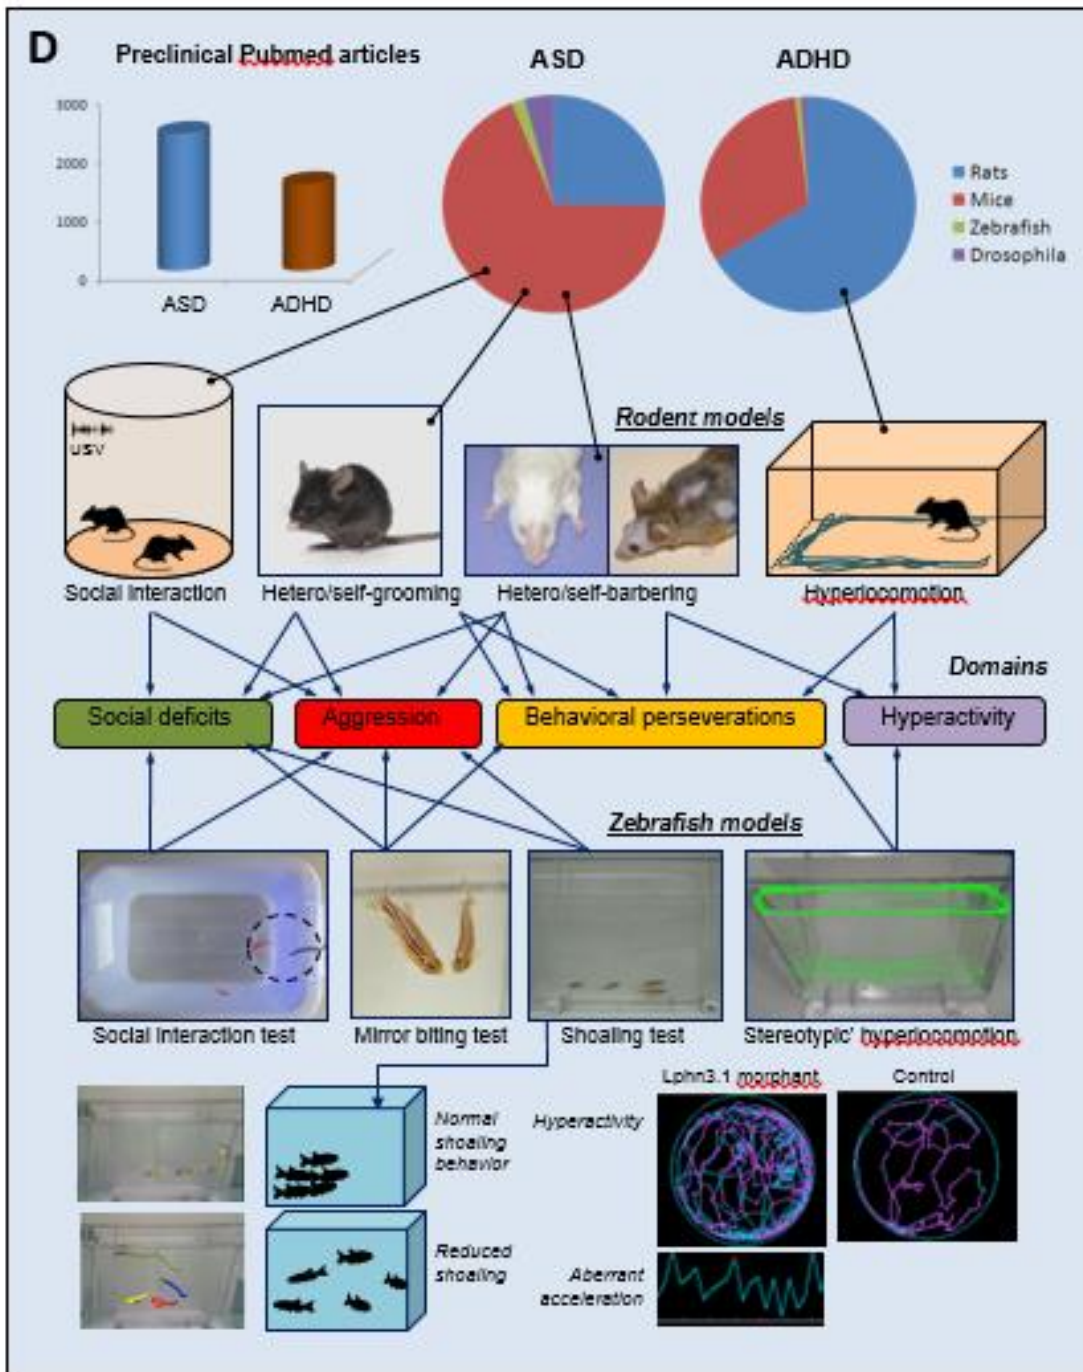 D
Preclinical Pubmed articles
ASD
ADHD
3000
2000
1000
0
ASD
ADHD
Rats
Mice
Zebrafish
Drosophila
Rodent models
USV
Social interaction
Hetero/self-grooming
Hetero/self-barbering
Hyperlocomotion
Domains
Social deficits
Aggression
Behavioral perseverations
Hyperactivity
Zebrafish models
Social interaction test
Mirror biting test
Shoaling test
Stereotypic' hyperlocomotion
Lphn3.1 morphant
Control
Normal
shoaling
behavior
Hyperactivity
Reduced
shoaling
Aberrant
acceleration